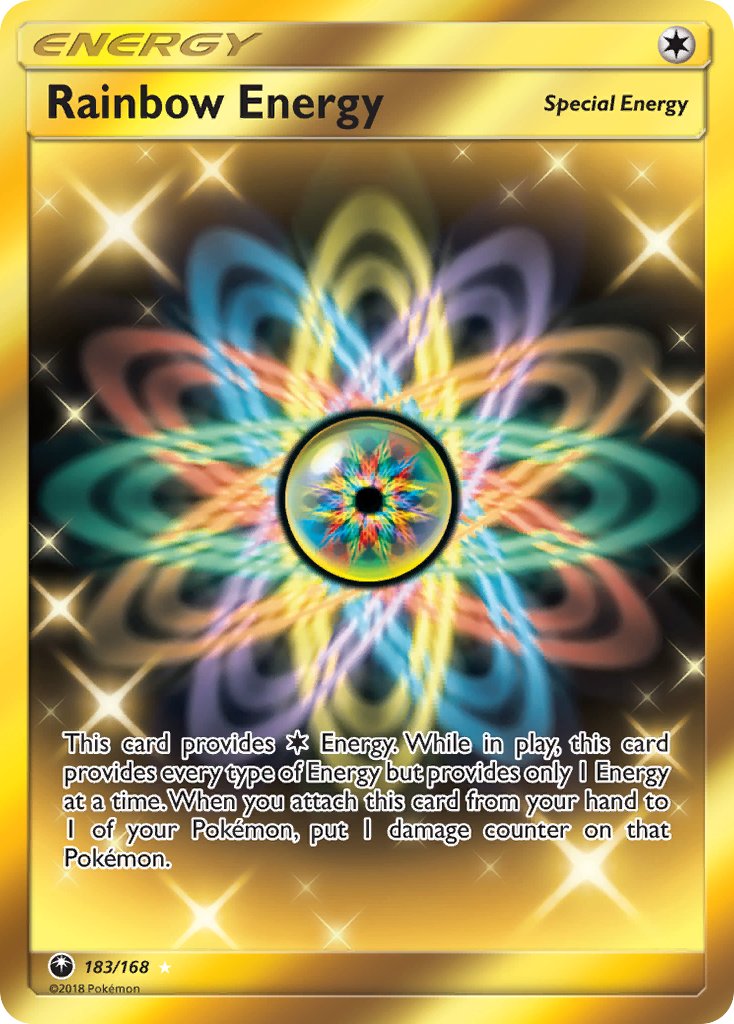 ENERGY
Rainbow Energy
Special Energy
This card provides Energy. While in play, this card
provides every type of Energy but provides only 1 Energy
at a time. When you attach this card from your hand to
1 of your Pokémon, put 1 damage counter on that
Pokémon.
183/168
©2018 Pokémon